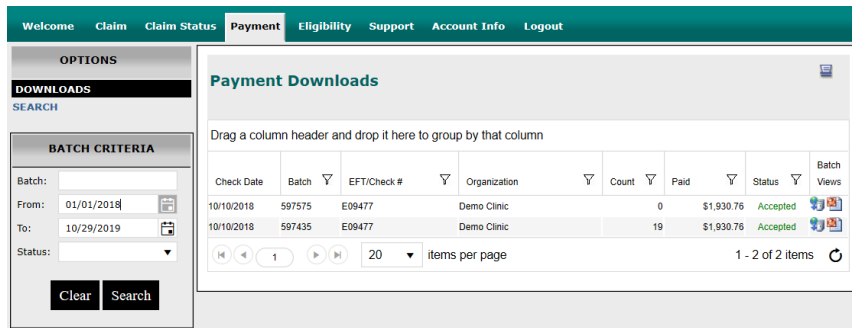 Welcome Claim Claim Status Payment Eligibility Support Account Info Logout
OPTIONS
DOWNLOADS
SEARCH
BATCH CRITERIA
Batch:
From: 01/01/2018
To: 10/29/2019
Status:
Clear Search
Payment Downloads
Drag a column header and drop it here to group by that column
Check Date Batch EFT/Check # Organization Count Paid Status Batch Views
10/10/2018 597575 E09477 Demo Clinic 0 $1,930.76 Accepted
10/10/2018 597435 E09477 Demo Clinic 19 $1,930.76 Accepted
1 20 items per page 1 - 2 of 2 items